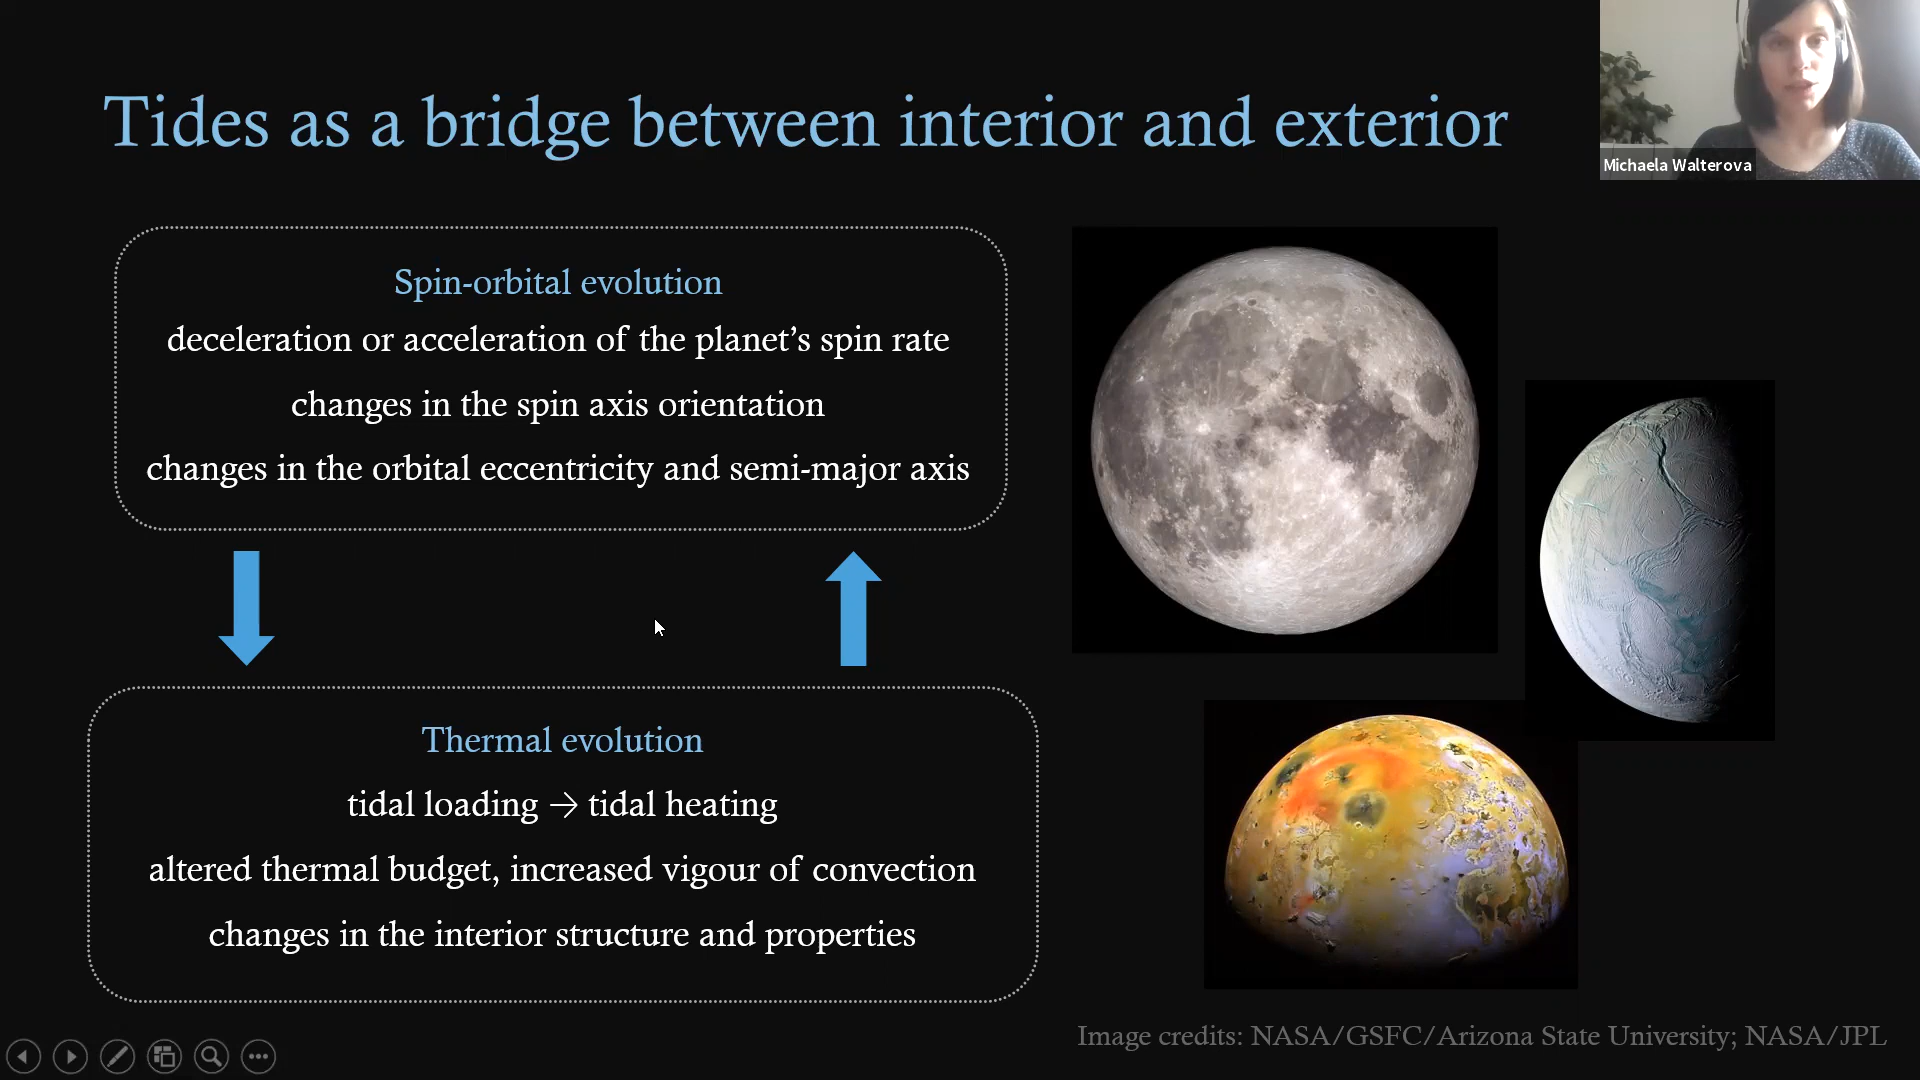 Tides as a bridge between interior and exterior
Michaela Walterova
Spin-orbital evolution
deceleration or acceleration of the planet’s spin rate
changes in the spin axis orientation
changes in the orbital eccentricity and semi-major axis
Thermal evolution
tidal loading → tidal heating
altered thermal budget, increased vigour of convection
changes in the interior structure and properties
Image credits: NASA/GSFC/Arizona State University; NASA/JPL